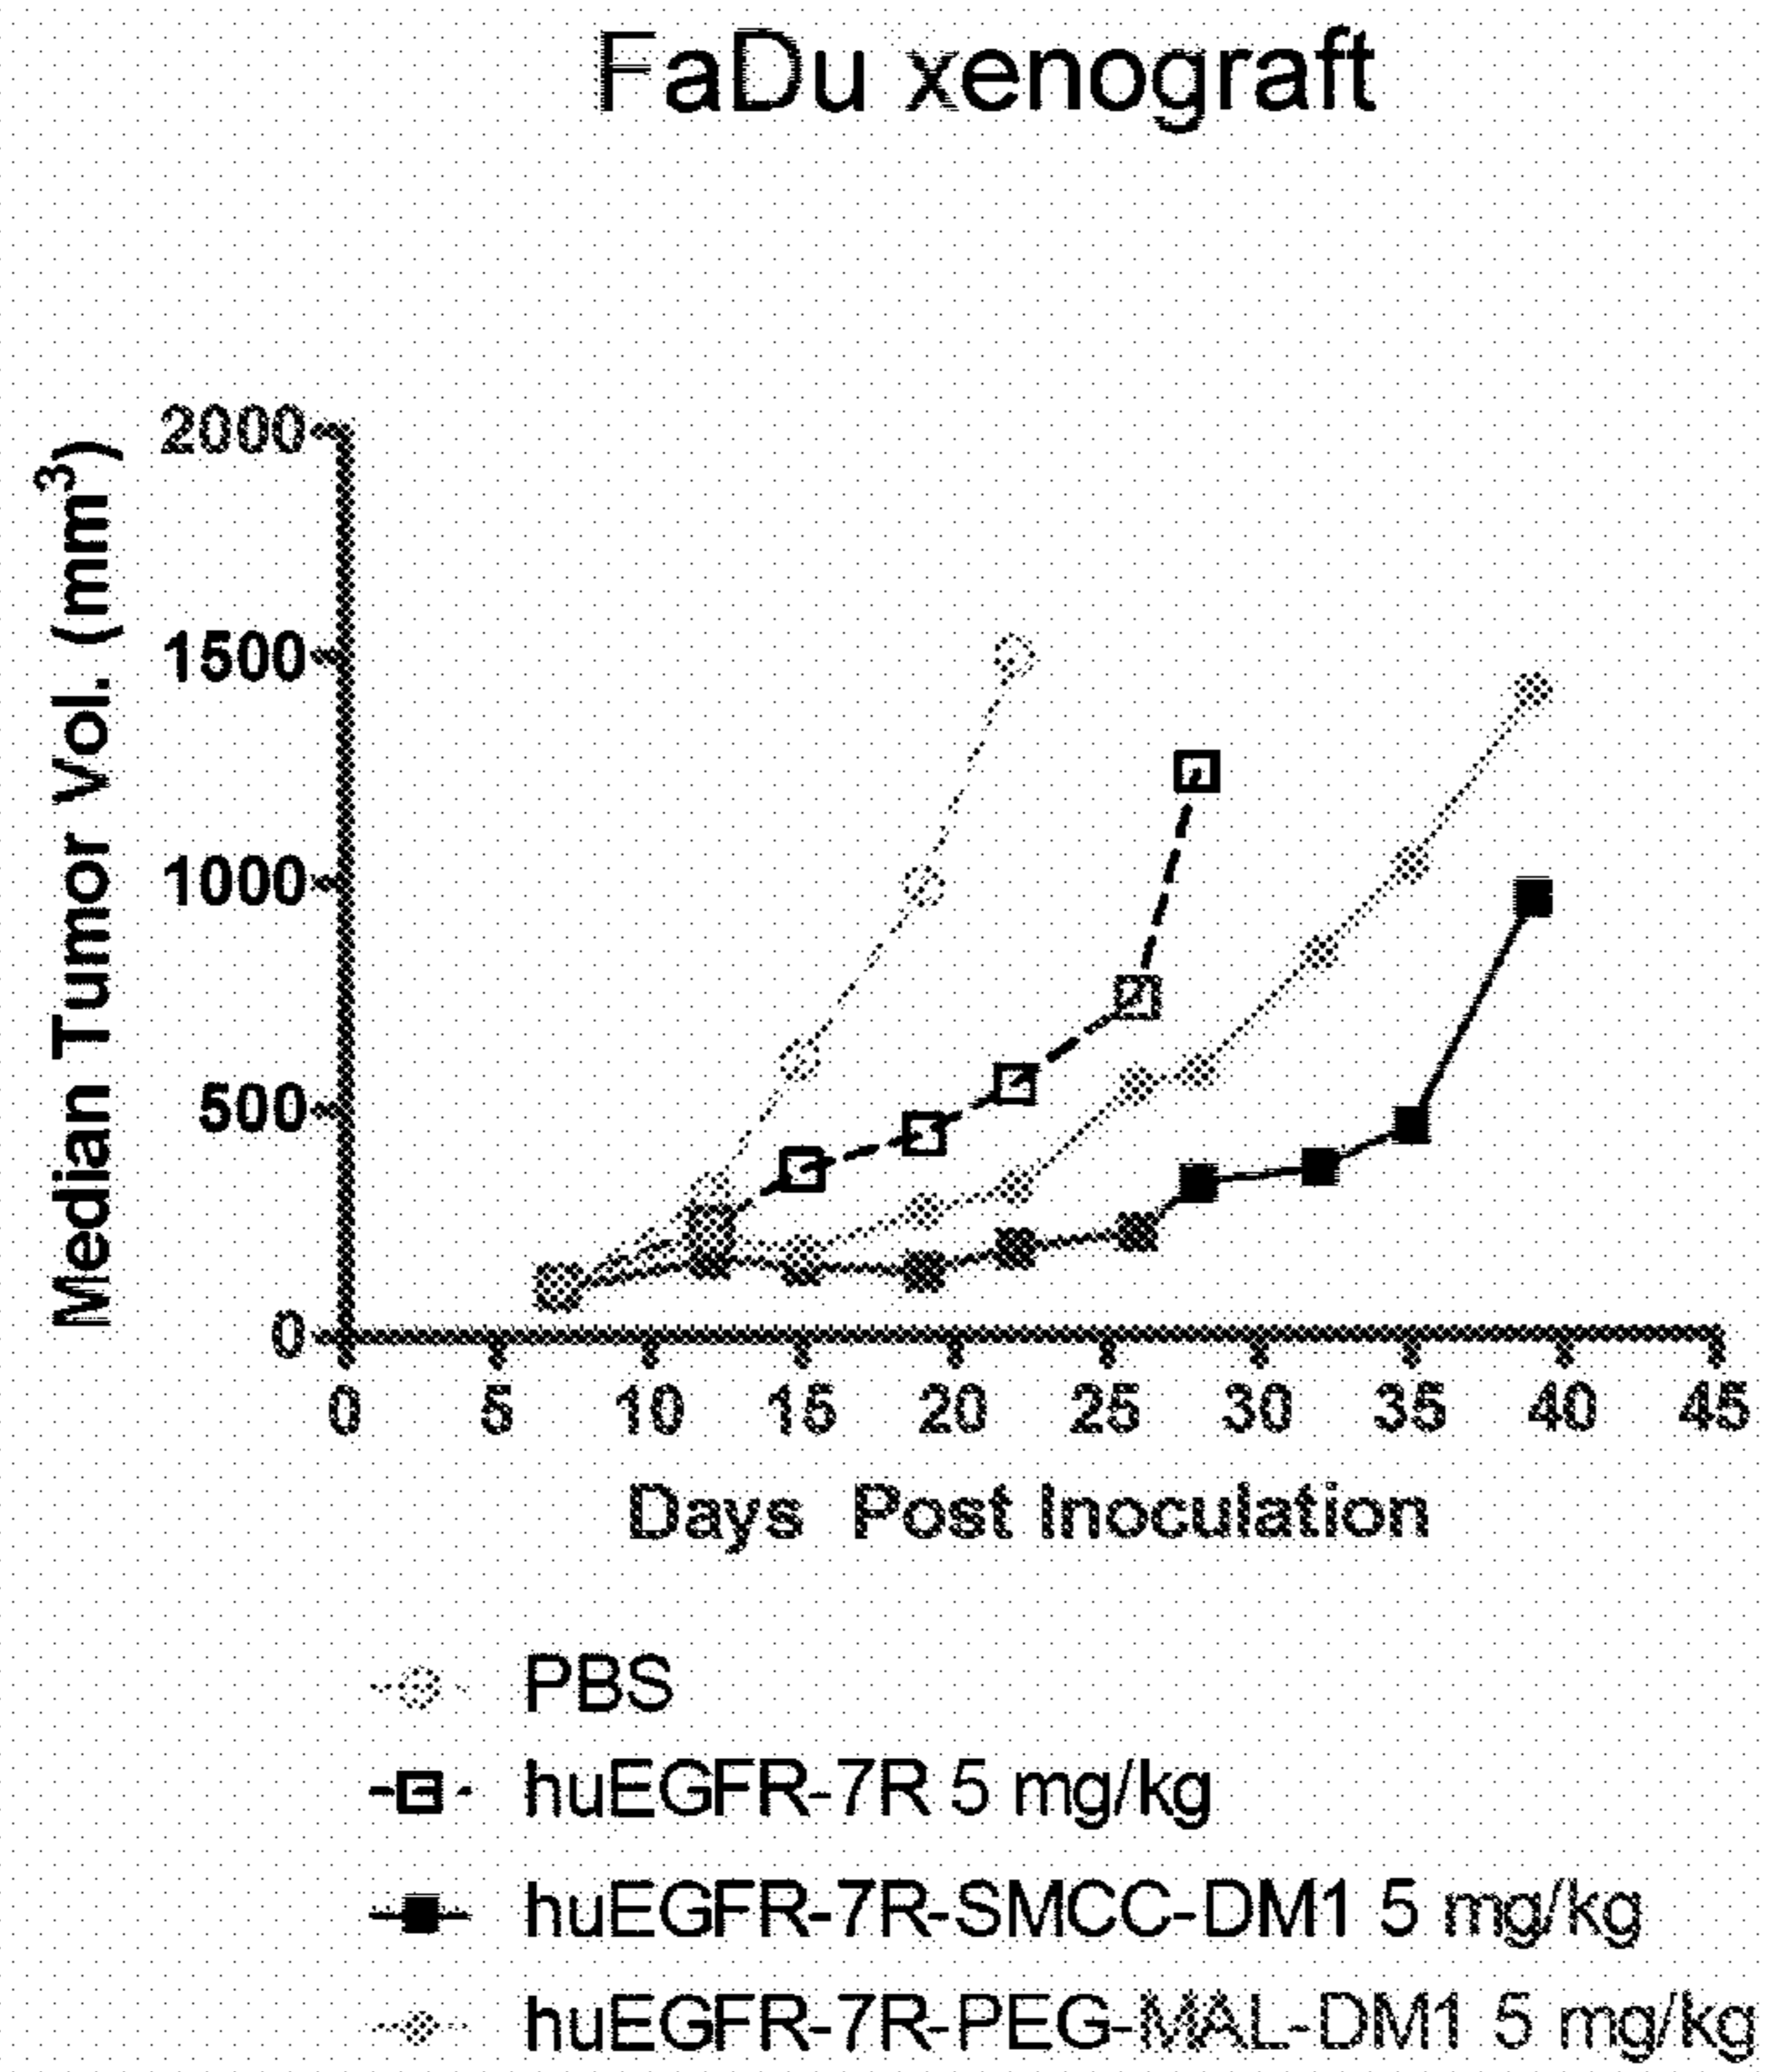 FaDu xenograft
Median Tumor Vol. (mm³)
2000
1500
1000
500
0
0 5 10 15 20 25 30 35 40 45
Days Post Inoculation
PBS
huEGFR-7R 5 mg/kg
huEGFR-7R-SMCC-DM1 5 mg/kg
huEGFR-7R-PEG-MAL-DM1 5 mg/kg